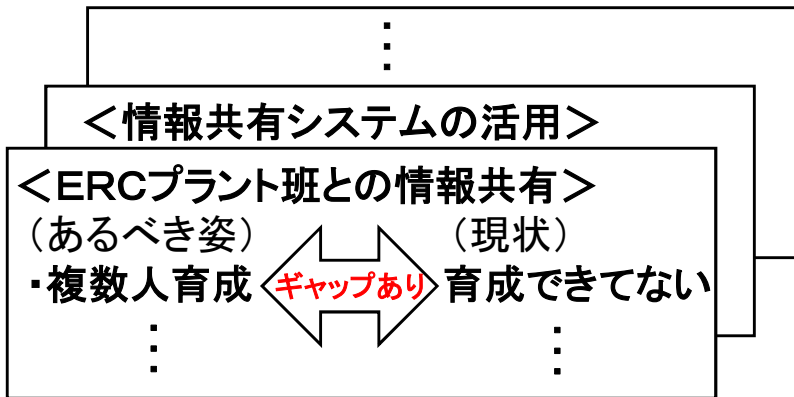 ⋮
＜情報共有システムの活用＞
＜ＥＲＣプラント班との情報共有＞
（あるべき姿）　（現状）
・複数人育成　ギャップあり　育成できてない
⋮　⋮